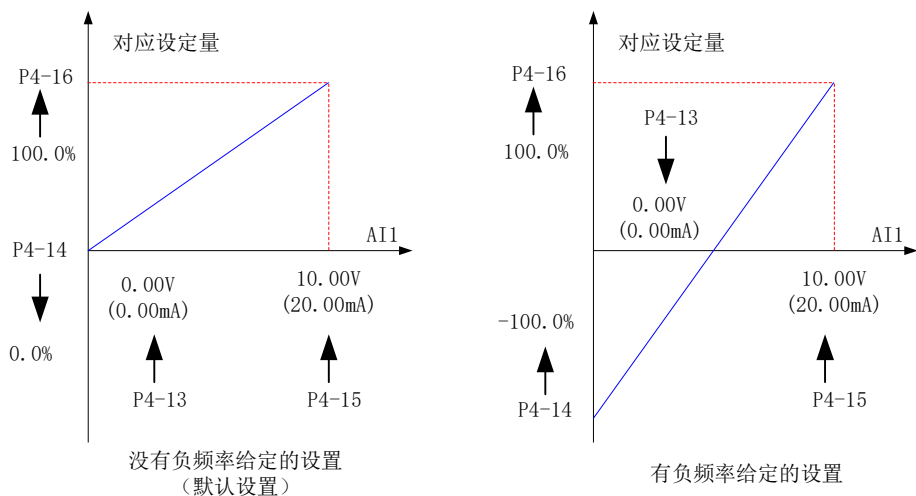 对应设定量
P4-16
100.0%
P4-14
0.0%
AI1
0.00V
(0.00mA)
10.00V
(20.00mA)
P4-13
P4-15
没有负频率给定的设置
（默认设置）
对应设定量
P4-16
100.0%
P4-13
0.00V
(0.00mA)
AI1
10.00V
(20.00mA)
-100.0%
P4-14
P4-15
有负频率给定的设置